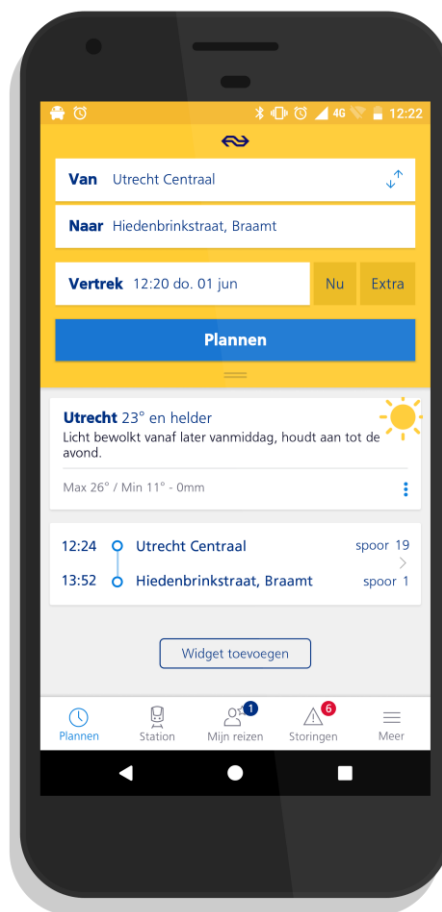 4G 12:22
Van Utrecht Centraal
Naar Hiedenbrinkstraat, Braamt
Vertrek 12:20 do. 01 jun Nu Extra
Plannen
Utrecht 23° en helder
Licht bewolkt vanaf later vanmiddag, houdt aan tot de
avond.
Max 26° / Min 11° - 0mm
12:24 Utrecht Centraal spoor 19
13:52 Hiedenbrinkstraat, Braamt spoor 1
Widget toevoegen
1 6
Plannen Station Mijn reizen Storingen Meer